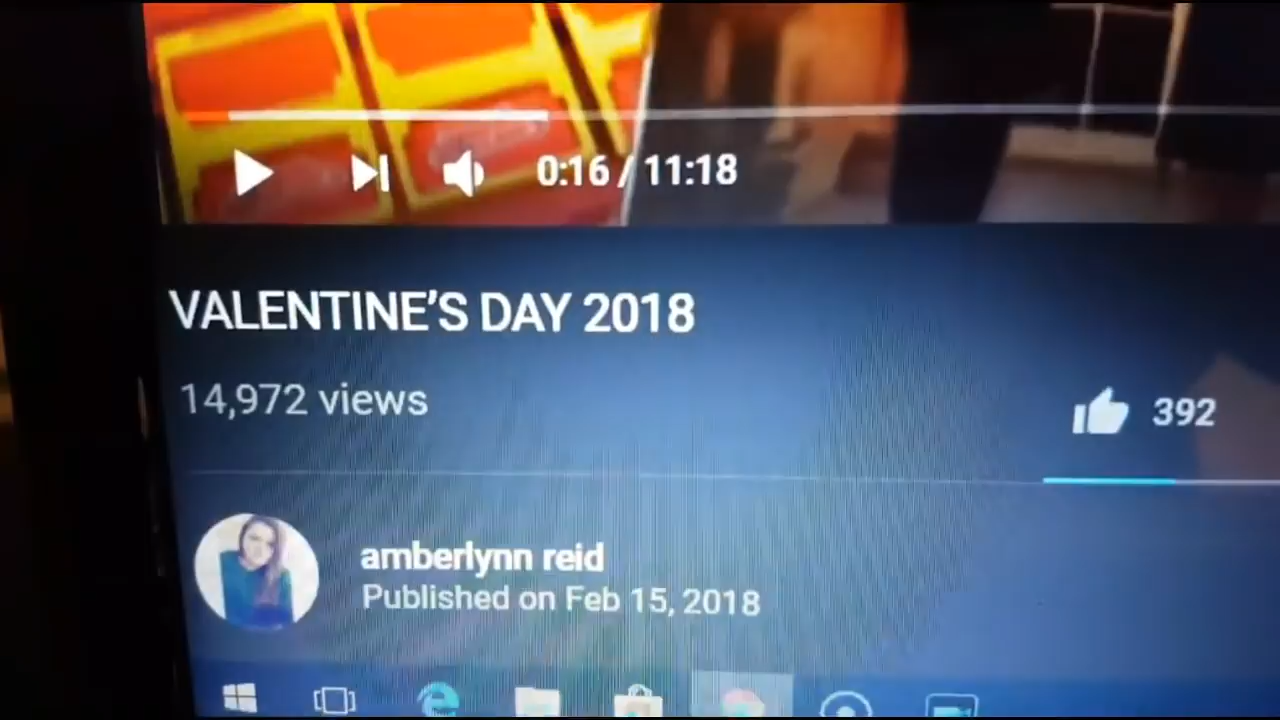 0:16 / 11:18
VALENTINE'S DAY 2018
14,972 views
392
amberlynn reid
Published on Feb 15, 2018